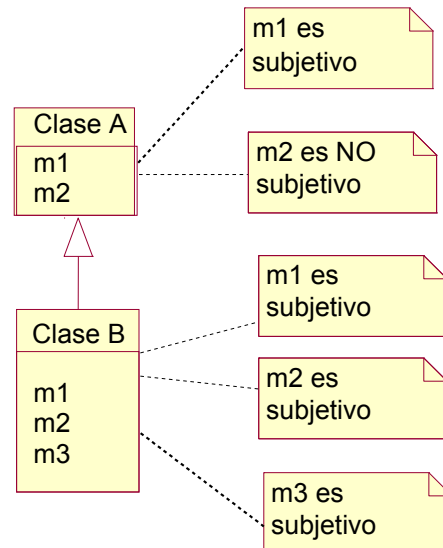 m1 es
subjetivo
Clase A
m1
m2
m2 es NO
subjetivo
Clase B
m1
m2
m3
m1 es
subjetivo
m2 es
subjetivo
m3 es
subjetivo